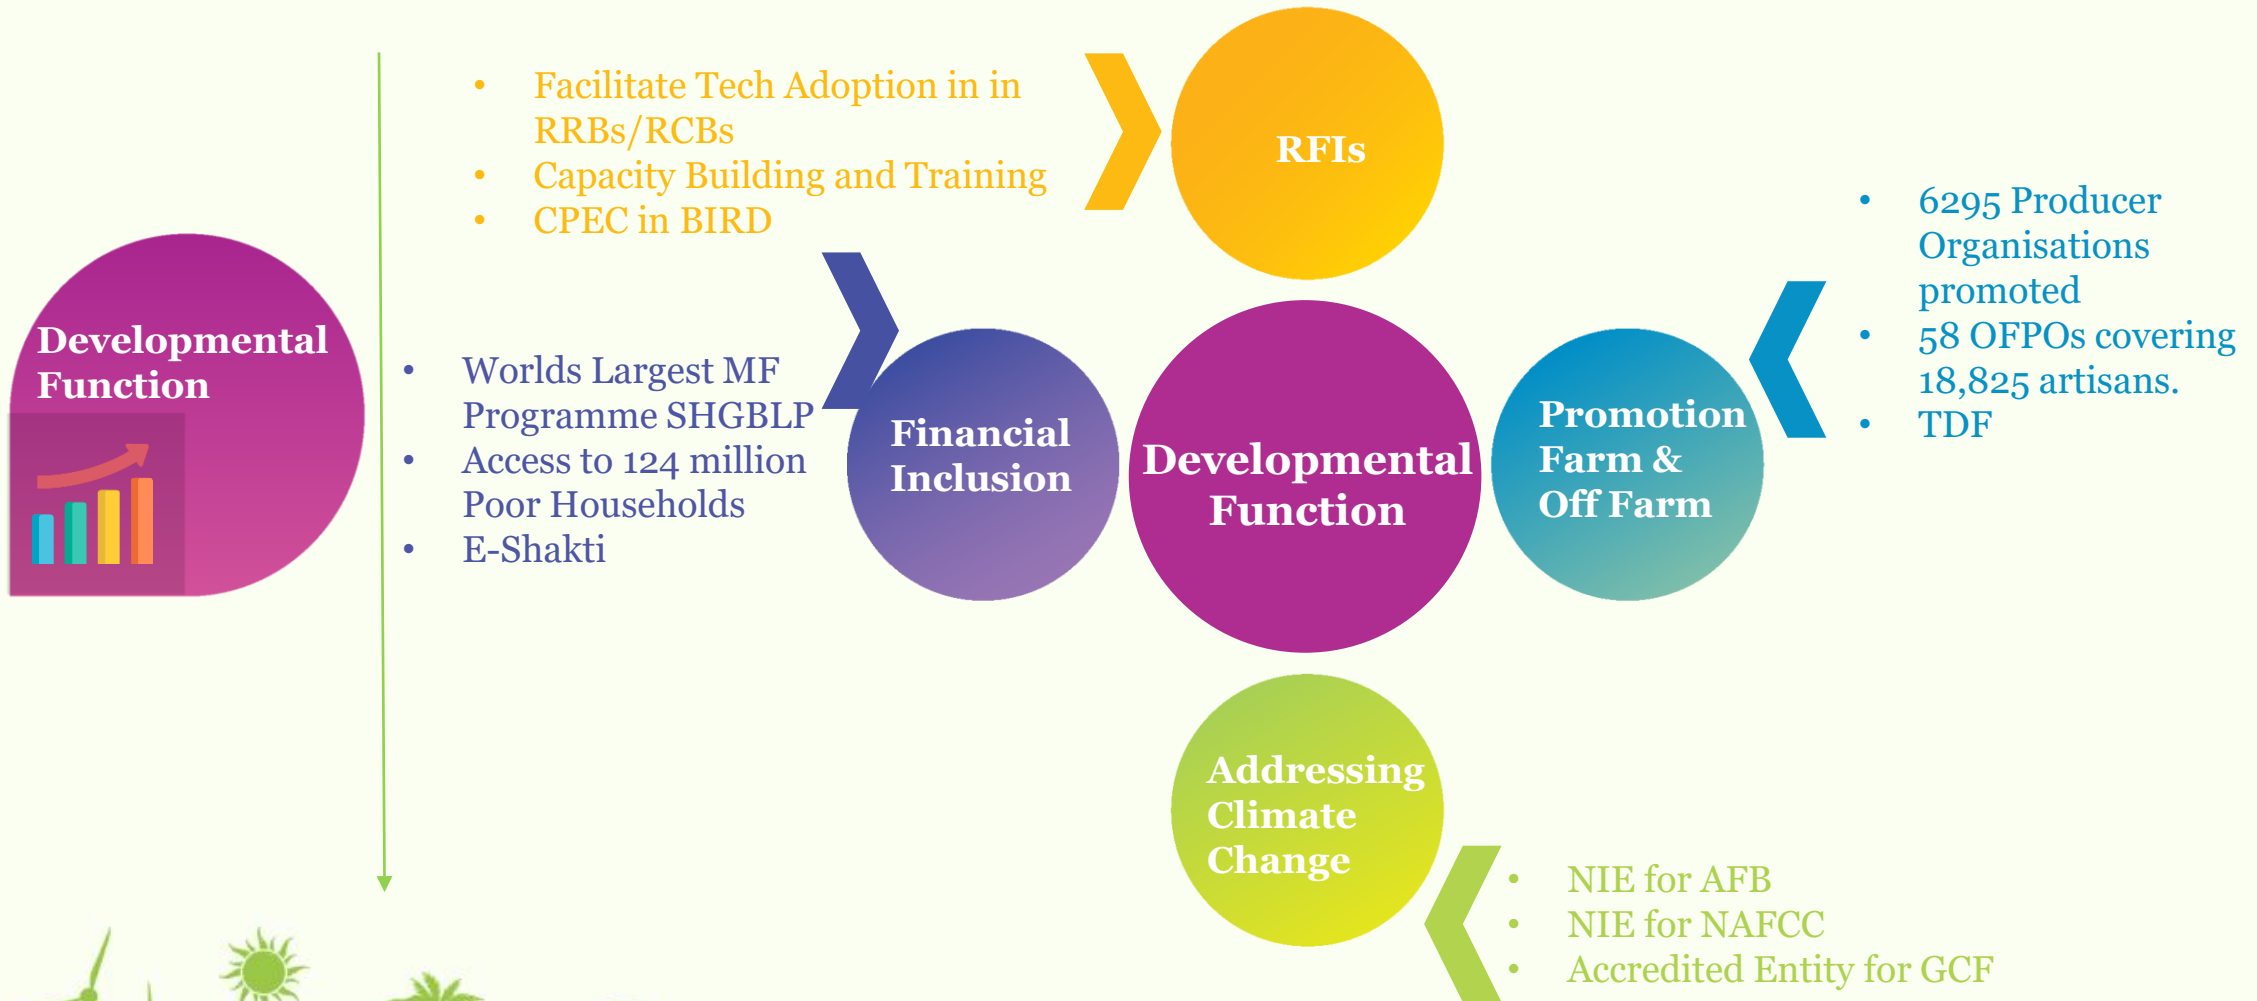 Developmental
Function
• Facilitate Tech Adoption in in
RRBs/RCBs
• Capacity Building and Training
• CPEC in BIRD
RFIs
• Worlds Largest MF
Programme SHGBLP
• Access to 124 million
Poor Households
• E-Shakti
Financial
Inclusion
Developmental
Function
Promotion
Farm &
Off Farm
• 6295 Producer
Organisations
promoted
• 58 OFPOs covering
18,825 artisans.
• TDF
Addressing
Climate
Change
• NIE for AFB
• NIE for NAFCC
• Accredited Entity for GCF